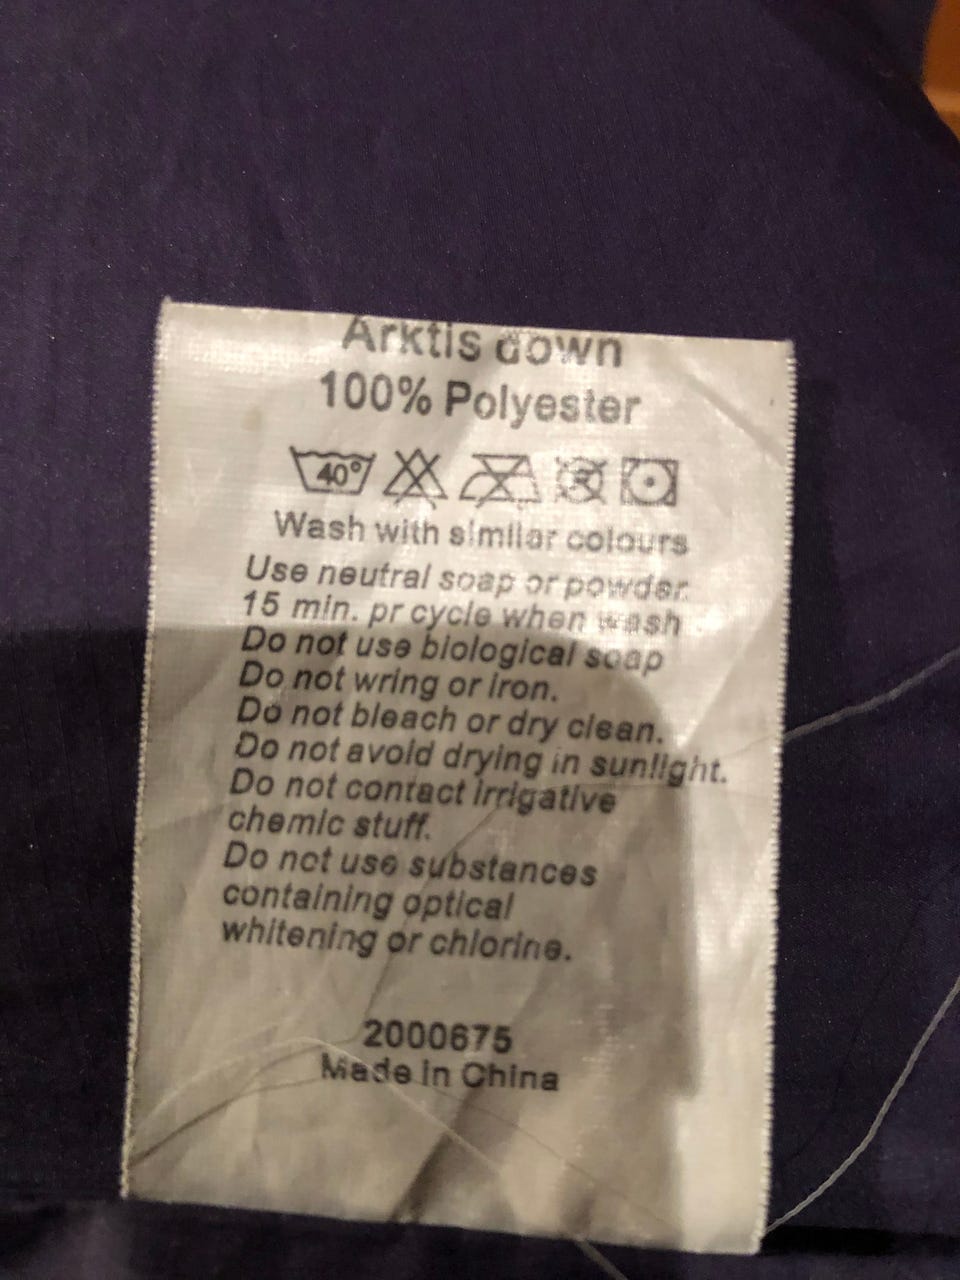 Arktis down
100% Polyester
40°
Wash with similar colours
Use neutral soap or powder.
15 min. pr cycle when wash
Do not use biological soap
Do not wring or iron.
Do not bleach or dry clean.
Do not avoid drying in sunlight.
Do not contact irrigative
chemic stuff.
Do not use substances
containing optical
whitening or chlorine.
2000675
Made in China